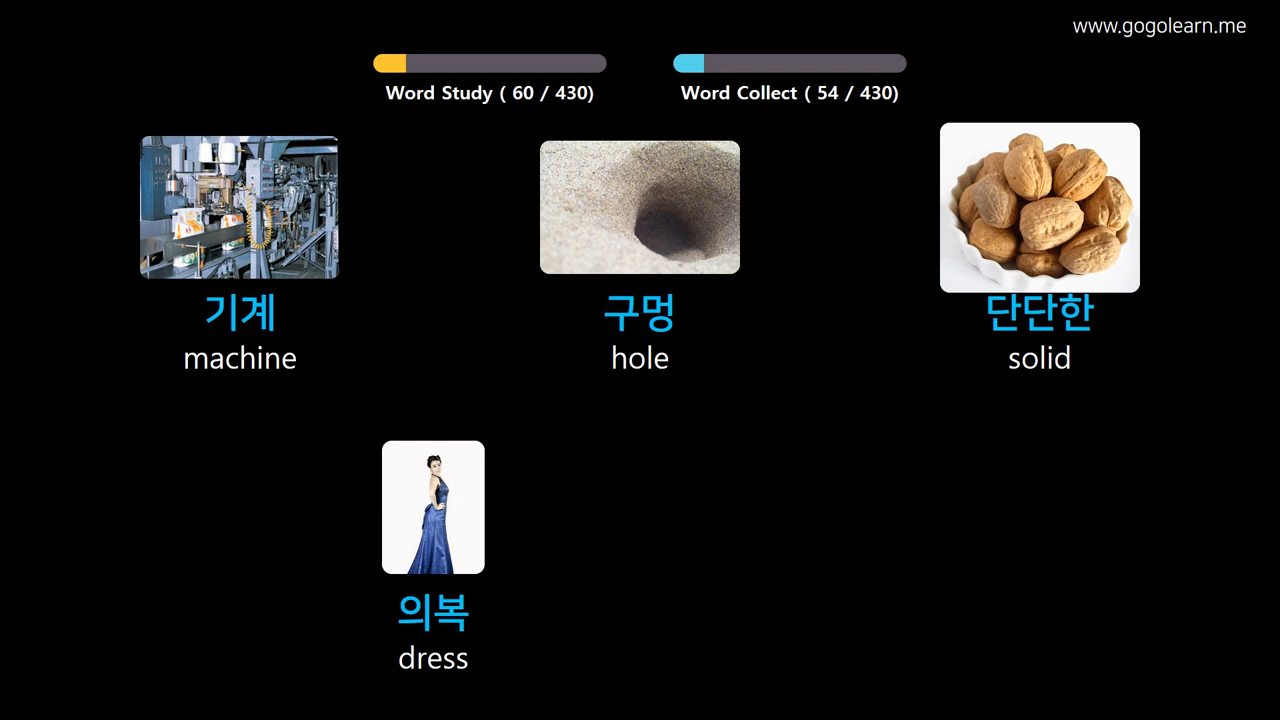 www.gogolearn.me
Word Study ( 60 / 430)
Word Collect ( 54 / 430)
기계
machine
구멍
hole
단단한
solid
의복
dress